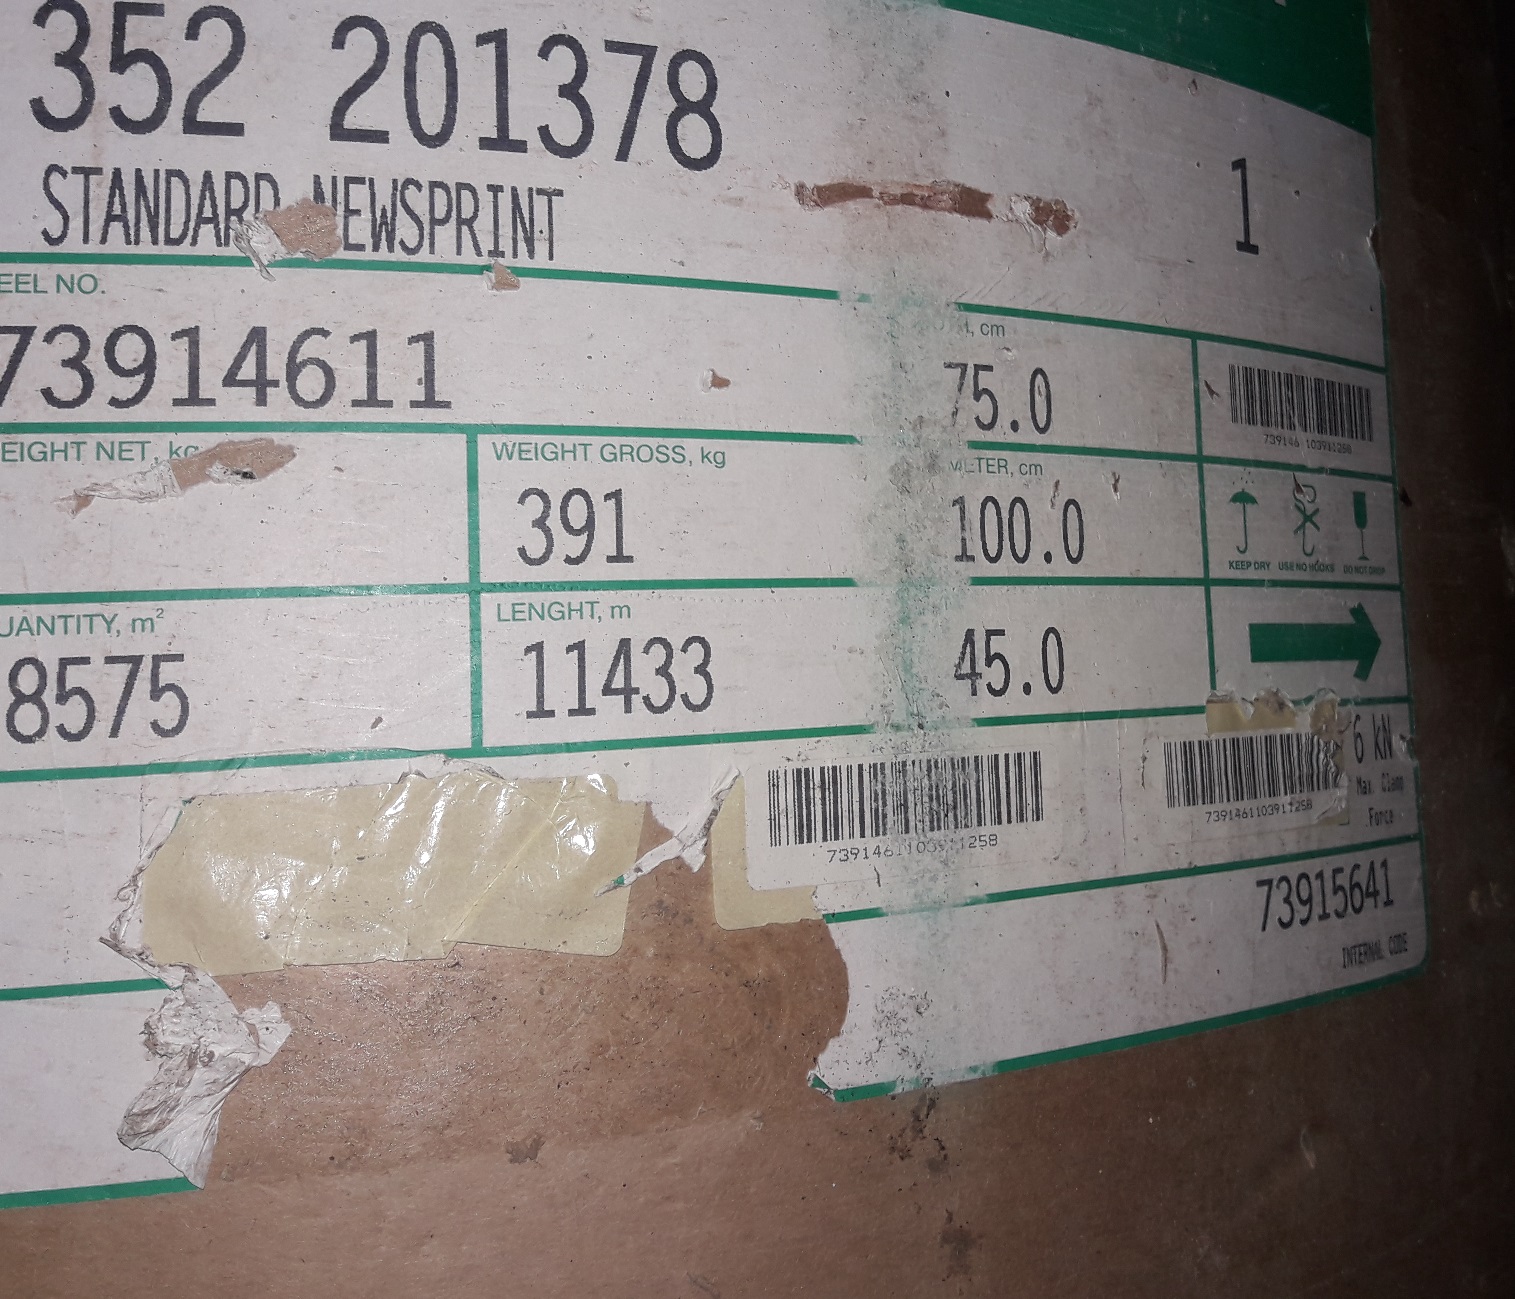 352 201378
1
STANDARD NEWSPRINT
EEL NO.
, cm
73914611
75.0
EIGHT NET, kg
WEIGHT GROSS, kg
TER, cm
391
100.0
KEEP DRY USE NO HOOKS DO NOT DROP
UANTITY, m²
LENGHT, m
8575
11433
45.0
6 kN
Max. Clamp
Force
7391461103911258
73915641
INTERNAL CODE